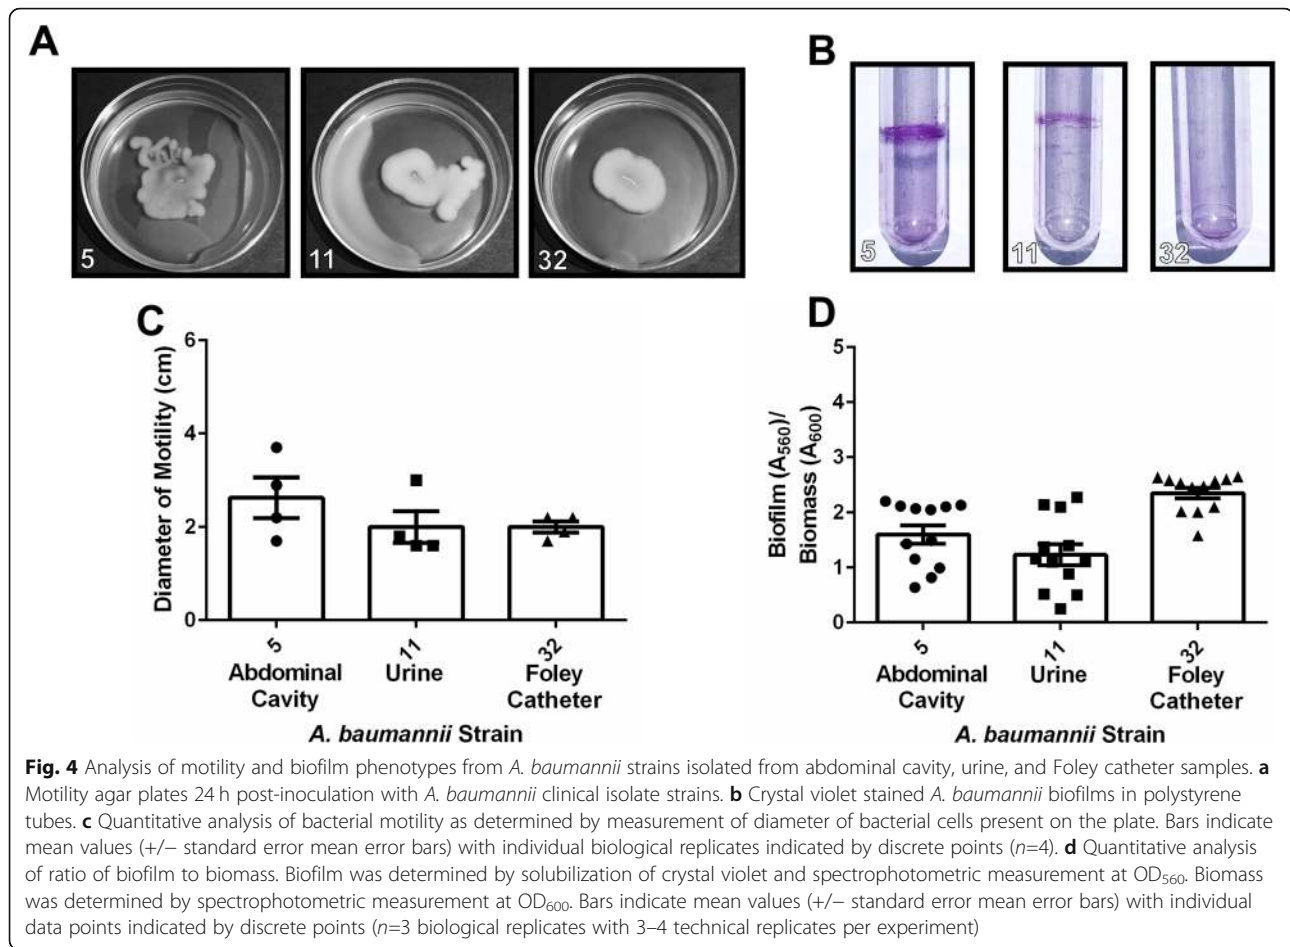 A
B
5
11
32
5
11
32
C
D
Diameter of Motility (cm)
6
4
2
0
5
11
32
Abdominal Cavity
Urine
Foley Catheter
A. baumannii Strain
Biofilm (A560)/
Biomass (A600)
5
4
3
2
1
0
5
11
32
Abdominal Cavity
Urine
Foley Catheter
A. baumannii Strain
Fig. 4 Analysis of motility and biofilm phenotypes from A. baumannii strains isolated from abdominal cavity, urine, and Foley catheter samples. a
Motility agar plates 24 h post-inoculation with A. baumannii clinical isolate strains. b Crystal violet stained A. baumannii biofilms in polystyrene
tubes. c Quantitative analysis of bacterial motility as determined by measurement of diameter of bacterial cells present on the plate. Bars indicate
mean values (+/− standard error mean error bars) with individual biological replicates indicated by discrete points (n=4). d Quantitative analysis
of ratio of biofilm to biomass. Biofilm was determined by solubilization of crystal violet and spectrophotometric measurement at OD560. Biomass
was determined by spectrophotometric measurement at OD600. Bars indicate mean values (+/− standard error mean error bars) with individual
data points indicated by discrete points (n=3 biological replicates with 3–4 technical replicates per experiment)